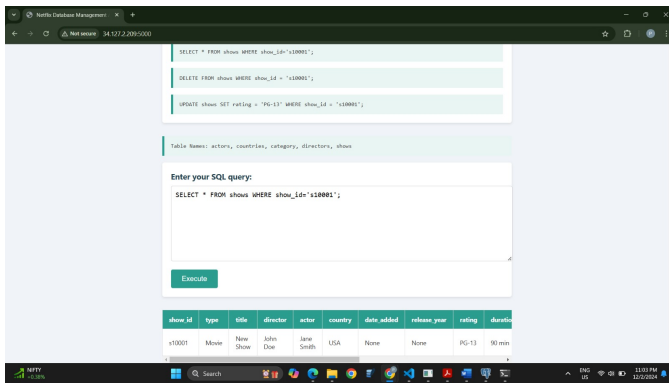 Netflix Database Management
Not secure 34.127.2.209:5000
SELECT * FROM shows WHERE show_id='s10001';
DELETE FROM shows WHERE show_id = 's10001';
UPDATE shows SET rating = 'PG-13' WHERE show_id = 's10001';
Table Names: actors, countries, category, directors, shows
Enter your SQL query:
SELECT * FROM shows WHERE show_id='s10001';
Execute
show_id type title director actor country date_added release_year rating duratio
s10001 Movie New Show John Doe Jane Smith USA None None PG-13 90 min
NIFTY
+0.38%
Search
ENG
US
11:03 PM
12/2/2024